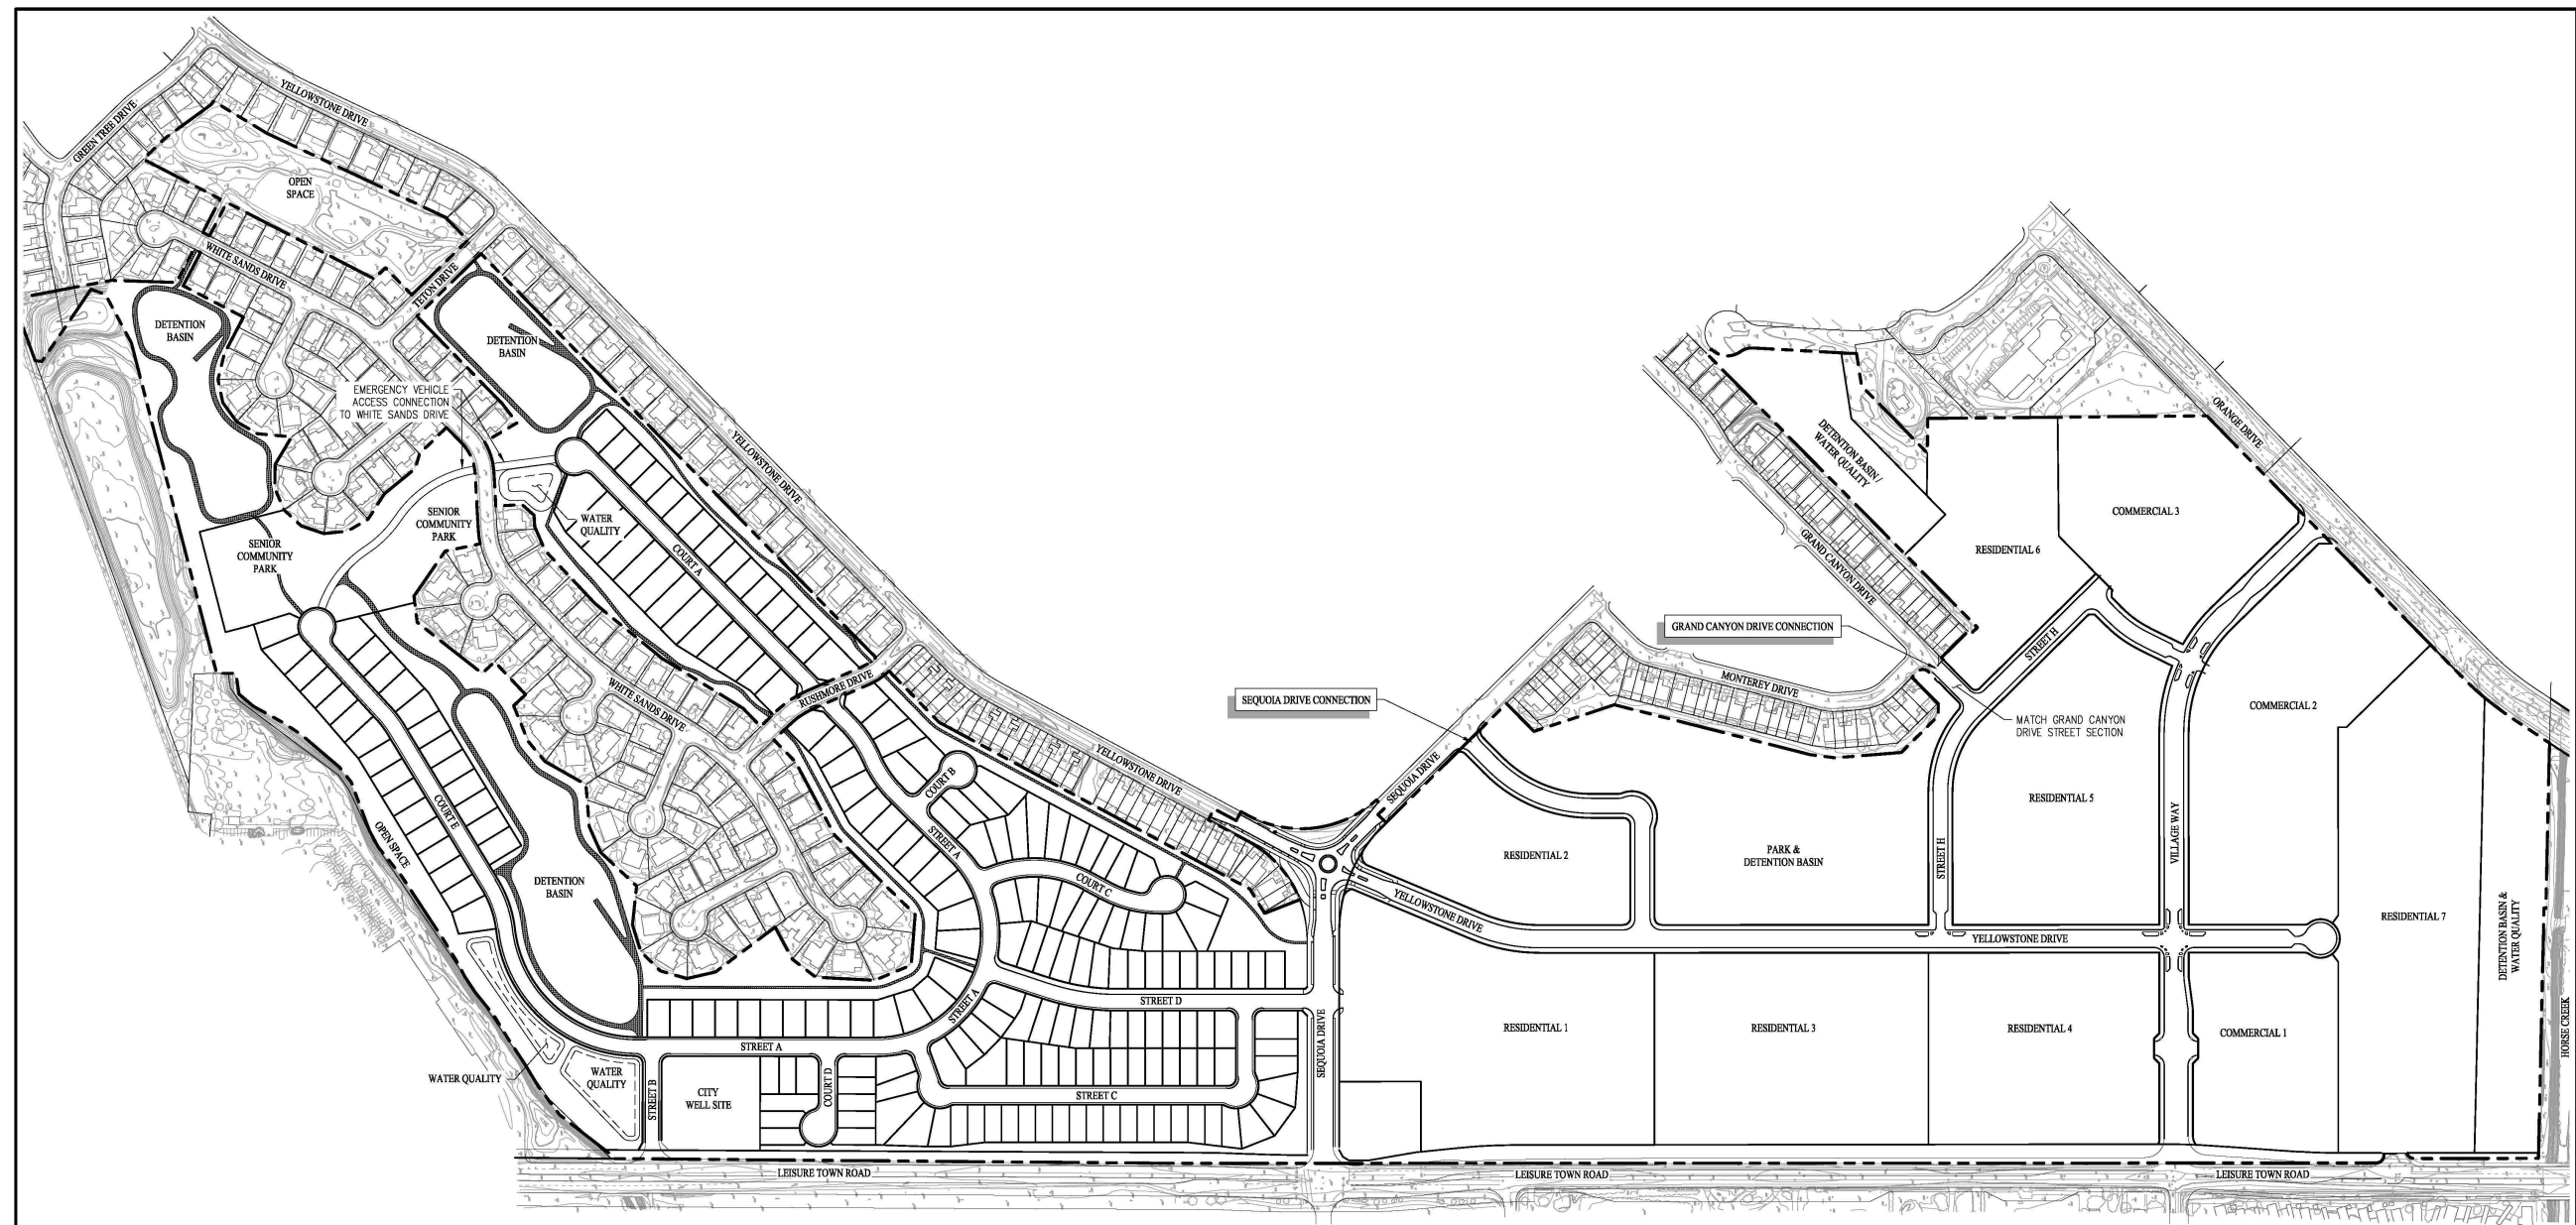 YELLOWSTONE DRIVE
GREEN TREE DRIVE
OPEN
SPACE
WHITE SANDS DRIVE
TETON DRIVE
DETENTION
BASIN
DETENTION
BASIN
EMERGENCY VEHICLE
ACCESS CONNECTION
TO WHITE SANDS DRIVE
YELLOWSTONE DRIVE
SENIOR
COMMUNITY
PARK
WATER
QUALITY
SENIOR
COMMUNITY
PARK
COURT A
RUSHMORE DRIVE
WHITE SANDS DRIVE
COURT E
OPEN SPACE
DETENTION
BASIN
COURT B
STREET A
COURT C
YELLOWSTONE DRIVE
STREET A
STREET D
STREET A
WATER QUALITY
WATER
QUALITY
STREET B
CITY
WELL SITE
COURT D
STREET C
SEQUOIA DRIVE
LEISURE TOWN ROAD
ORANGE DRIVE
DETENTION BASIN /
WATER QUALITY
GRAND CANYON DRIVE
COMMERCIAL 3
RESIDENTIAL 6
GRAND CANYON DRIVE CONNECTION
STREET H
SEQUOIA DRIVE CONNECTION
MONTEREY DRIVE
MATCH GRAND CANYON
DRIVE STREET SECTION
COMMERCIAL 2
SEQUOIA DRIVE
RESIDENTIAL 5
VILLAGE WAY
RESIDENTIAL 2
PARK &
DETENTION BASIN
STREET H
YELLOWSTONE DRIVE
YELLOWSTONE DRIVE
RESIDENTIAL 7
DETENTION BASIN &
WATER QUALITY
HORSE CREEK
RESIDENTIAL 1
RESIDENTIAL 3
RESIDENTIAL 4
COMMERCIAL 1
LEISURE TOWN ROAD
LEISURE TOWN ROAD